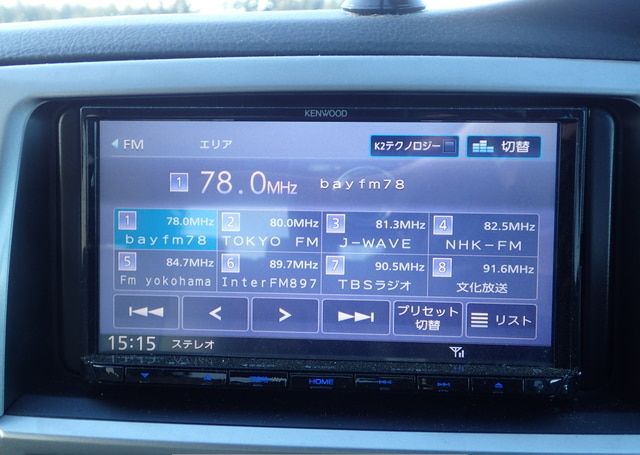 KENWOOD
FM エリア K2テクノロジー 切替
1 78.0MHz bayfm78
1 78.0MHz 2 80.0MHz 3 81.3MHz 4 82.5MHz
bayfm78 TOKYO FM J-WAVE NHK-FM
5 84.7MHz 6 89.7MHz 7 90.5MHz 8 91.6MHz
Fm yokohama InterFM897 TBSラジオ 文化放送
プリセット
切替 リスト
15:15 ステレオ
HOME